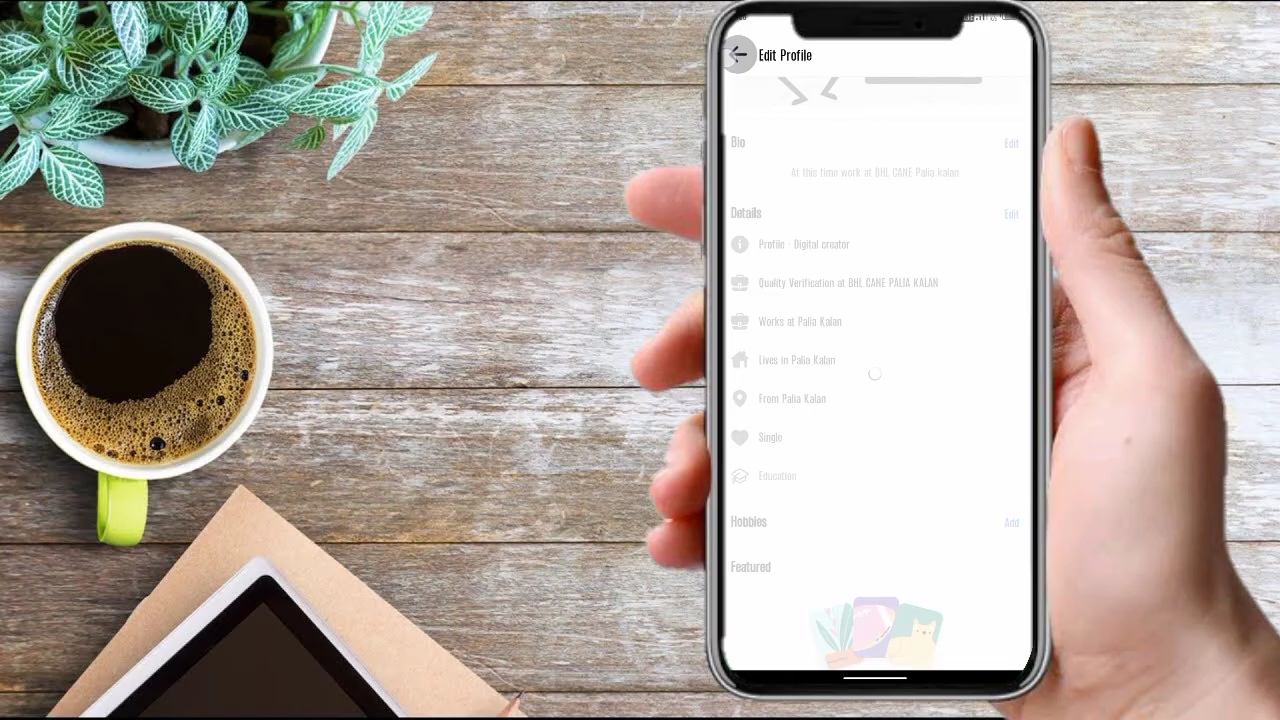 Edit Profile
Bio
Edit
At this time work at BHL CANE Palia kalan
Details
Edit
Profile · Digital creator
Quality Verification at BHL CANE PALIA KALAN
Works at Palia Kalan
Lives in Palia Kalan
From Palia Kalan
Single
Education
Hobbies
Add
Featured